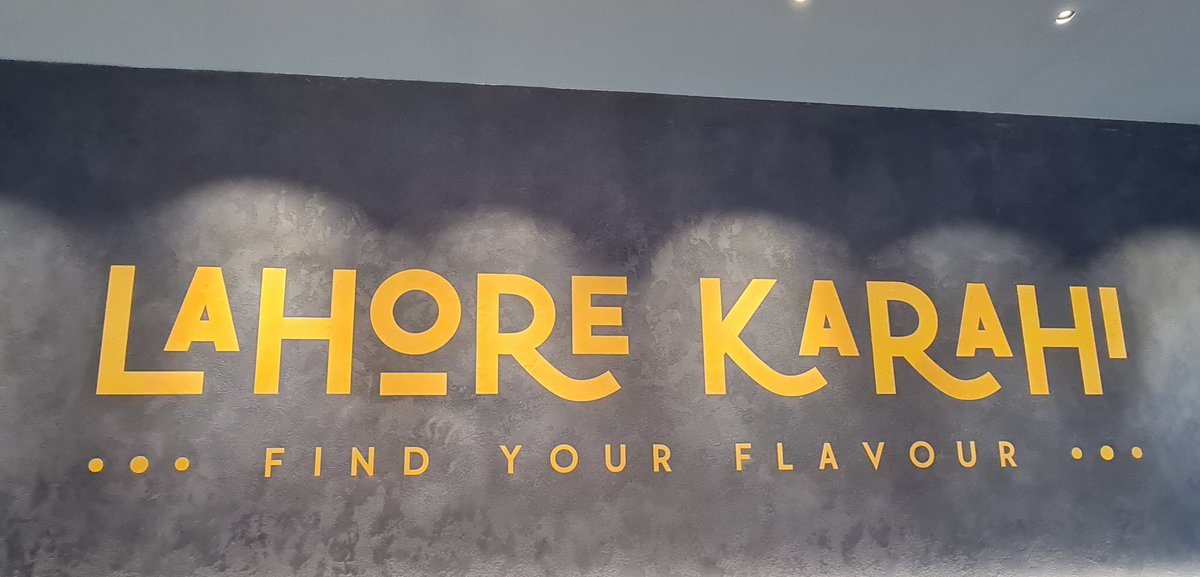 LAHORE KARAHI
••• FIND YOUR FLAVOUR •••